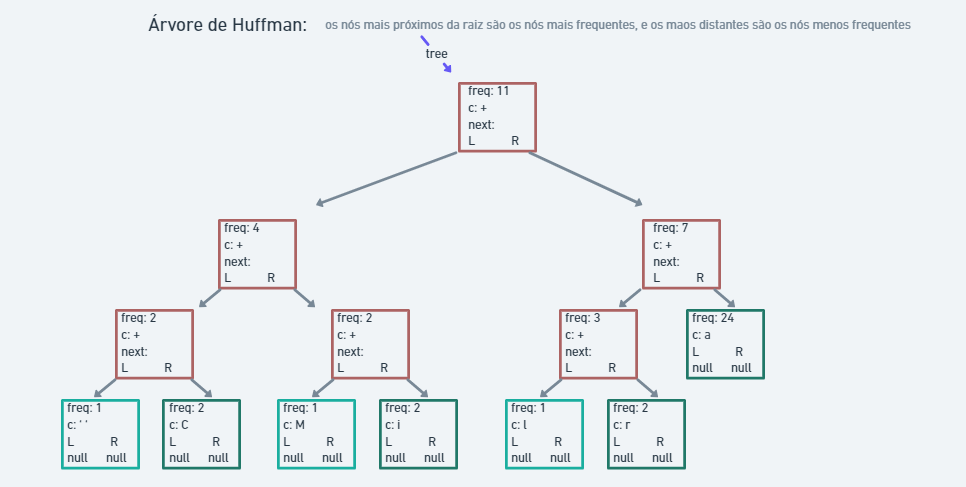 Árvore de Huffman: os nós mais próximos da raiz são os nós mais frequentes, e os maos distantes são os nós menos frequentes
tree
freq: 11
c: +
next:
L R
freq: 4
c: +
next:
L R
freq: 7
c: +
next:
L R
freq: 2
c: +
next:
L R
freq: 2
c: +
next:
L R
freq: 3
c: +
next:
L R
freq: 24
c: a
L R
null null
freq: 1
c: ' '
L R
null null
freq: 2
c: C
L R
null null
freq: 1
c: M
L R
null null
freq: 2
c: i
L R
null null
freq: 1
c: l
L R
null null
freq: 2
c: r
L R
null null